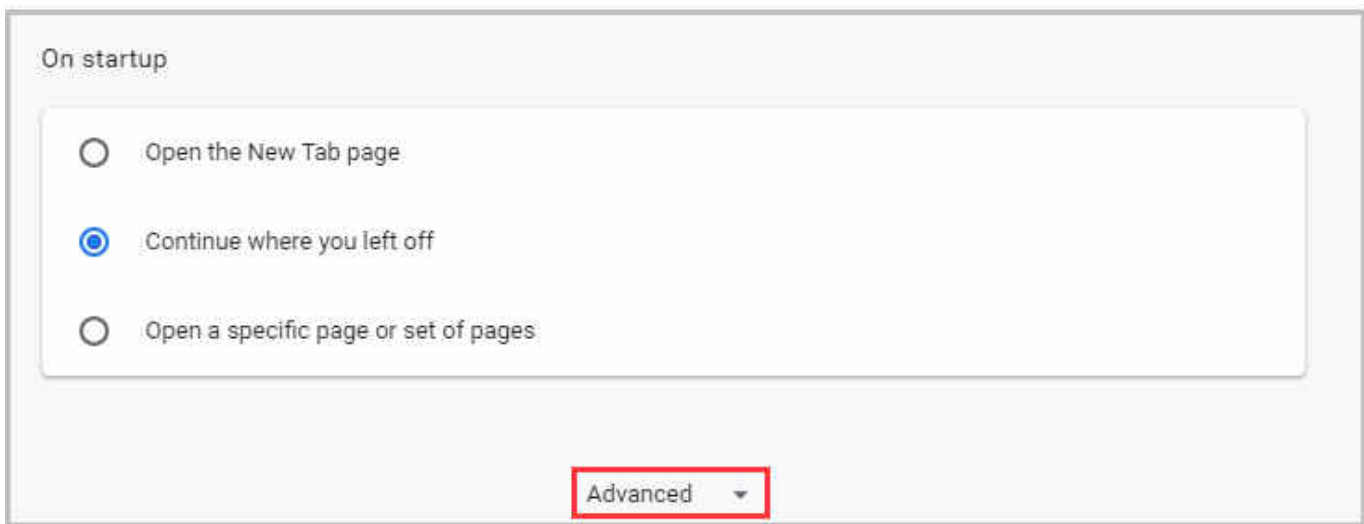 On startup
Open the New Tab page
Continue where you left off
Open a specific page or set of pages
Advanced